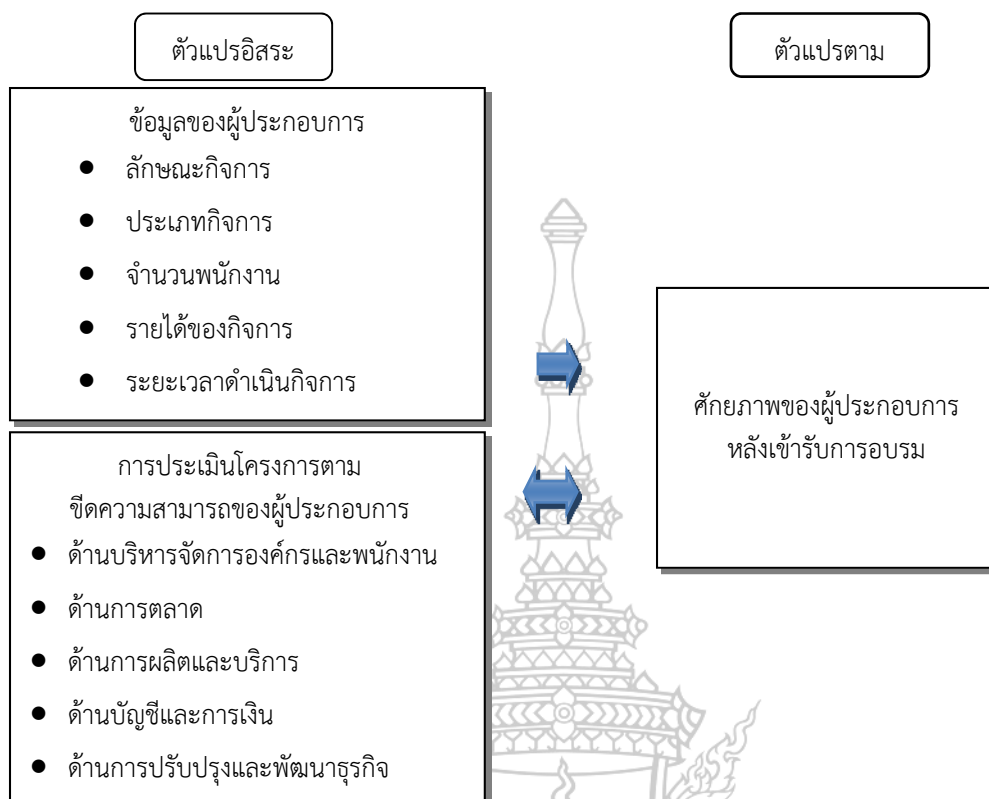 ตัวแปรอิสระ
ตัวแปรตาม
ข้อมูลของผู้ประกอบการ
● ลักษณะกิจการ
● ประเภทกิจการ
● จำนวนพนักงาน
● รายได้ของกิจการ
● ระยะเวลาดำเนินกิจการ
การประเมินโครงการตาม
ขีดความสามารถของผู้ประกอบการ
● ด้านบริหารจัดการองค์กรและพนักงาน
● ด้านการตลาด
● ด้านการผลิตและบริการ
● ด้านบัญชีและการเงิน
● ด้านการปรับปรุงและพัฒนาธุรกิจ
ศักยภาพของผู้ประกอบการ
หลังเข้ารับการอบรม